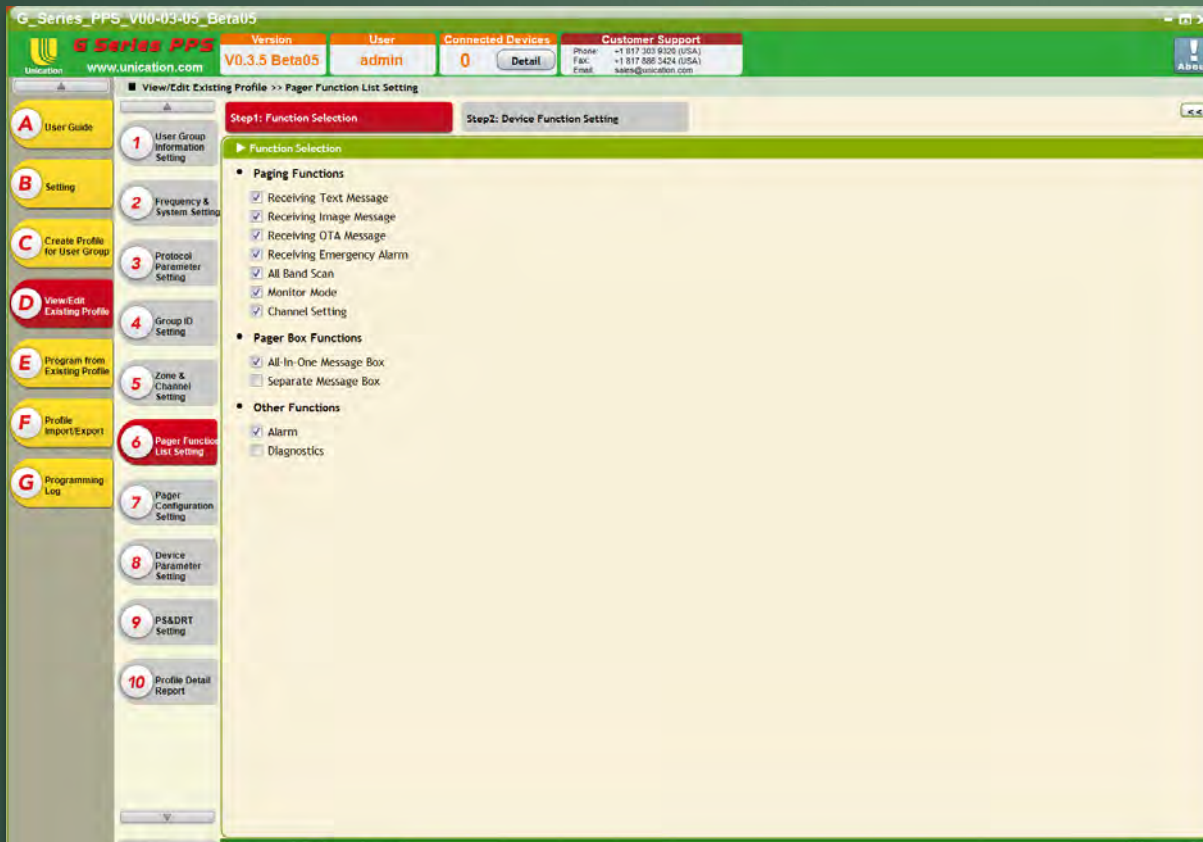 G_Series_PPS_V00-03-05_Beta05
Unication
G Series PPS
www.unication.com
Version
V0.3.5 Beta05
User
admin
Connected Devices
0
Detail
Customer Support
Phone: +1 817 303 9320 (USA)
Fax: +1 817 886 3424 (USA)
Email: sales@unication.com
View/Edit Existing Profile >> Pager Function List Setting
A User Guide
B Setting
C Create Profile
for User Group
D View/Edit
Existing Profile
E Program from
Existing Profile
F Profile
Import/Export
G Programming
Log
1 User Group
Information
Setting
2 Frequency &
System Setting
3 Protocol
Parameter
Setting
4 Group ID
Setting
5 Zone &
Channel
Setting
6 Pager Function
List Setting
7 Pager
Configuration
Setting
8 Device
Parameter
Setting
9 PS&DRT
Setting
10 Profile Detail
Report
Step1: Function Selection
Step2: Device Function Setting
<<
Function Selection
• Paging Functions
Receiving Text Message
Receiving Image Message
Receiving OTA Message
Receiving Emergency Alarm
All Band Scan
Monitor Mode
Channel Setting
• Pager Box Functions
All-In-One Message Box
Separate Message Box
• Other Functions
Alarm
Diagnostics